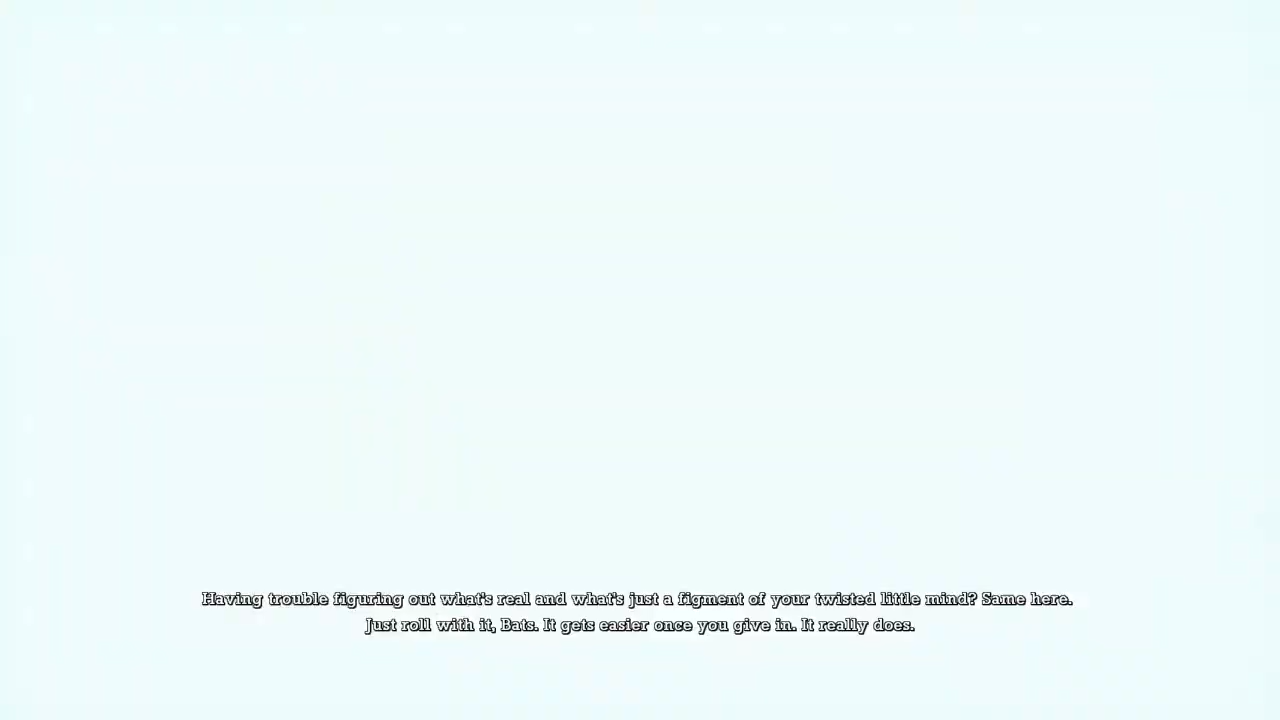 Having trouble figuring out what's real and what's just a figment of your twisted little mind? Same here.
Just roll with it, Bats. It gets easier once you give in. It really does.